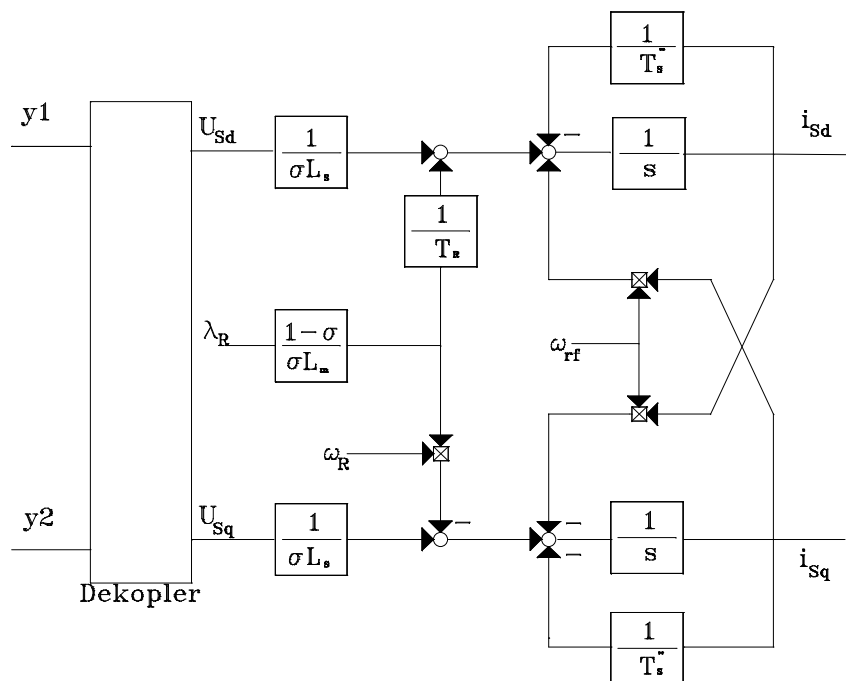 1
T_s''
y1
U_Sd
1
σL_s
1
s
i_Sd
1
T_R
λ_R
1-σ
σL_m
ω_rf
ω_R
y2
U_Sq
1
σL_s
1
s
i_Sq
Dekopler
1
T_s''